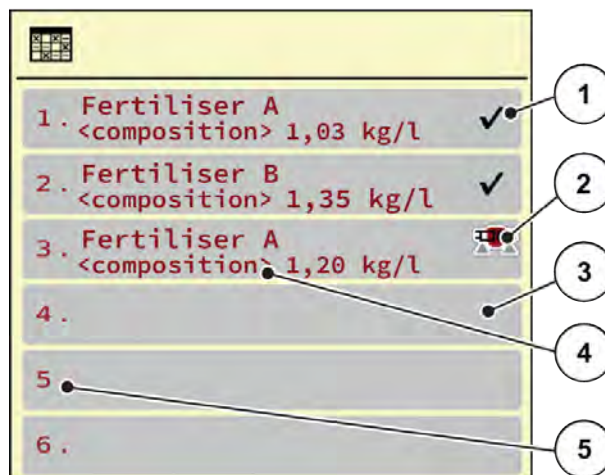 1. Fertiliser A
<composition> 1,03 kg/l
2. Fertiliser B
<composition> 1,35 kg/l
3. Fertiliser A
<composition> 1,20 kg/l
4.
5
6.
1
2
3
4
5